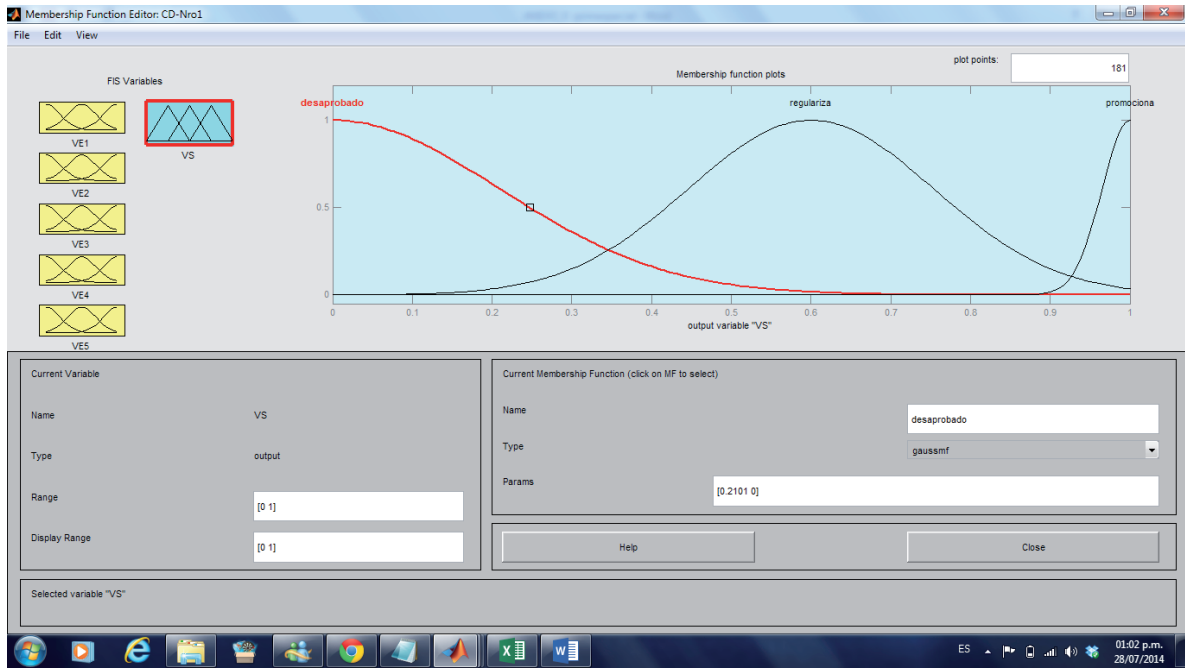 Membership Function Editor: CD-Nro1
File Edit View
FIS Variables
VE1
VS
VE2
VE3
VE4
VE5
plot points:
181
Membership function plots
desaprobado
regulariza
promociona
1
0.5
0
0 0.1 0.2 0.3 0.4 0.5 0.6 0.7 0.8 0.9 1
output variable "VS"
Current Variable
Name VS
Type output
Range [0 1]
Display Range [0 1]
Current Membership Function (click on MF to select)
Name desaprobado
Type gaussmf
Params [0.2101 0]
Help Close
Selected variable "VS"
ES
01:02 p.m.
28/07/2014